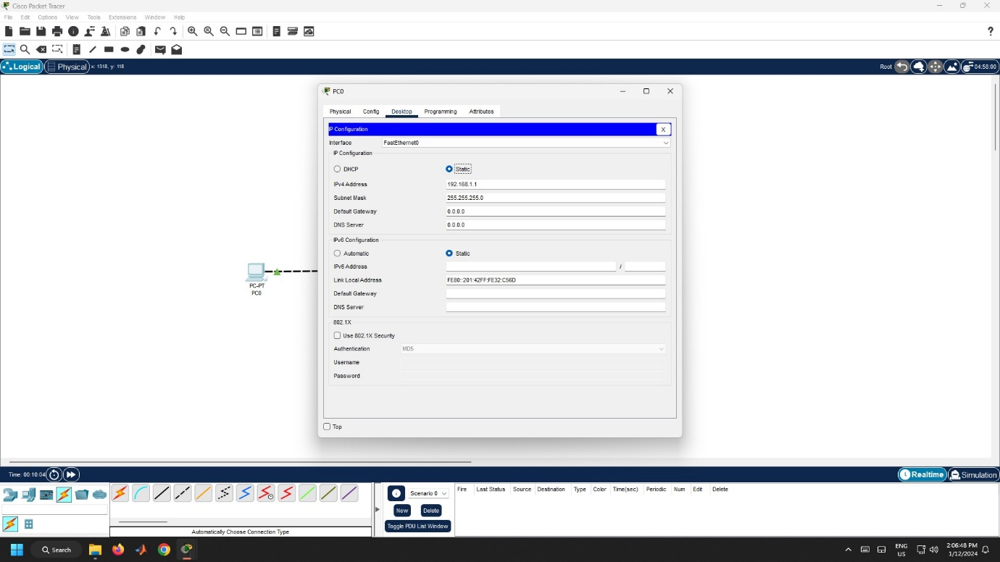 Cisco Packet Tracer
File Edit Options View Tools Extensions Window Help
?
Logical Physical x: 1318, y: 118 Root 04:58:00
PC0
Physical Config Desktop Programming Attributes
IP Configuration X
Interface FastEthernet0
IP Configuration
DHCP Static
IPv4 Address 192.168.1.1
Subnet Mask 255.255.255.0
Default Gateway 0.0.0.0
DNS Server 0.0.0.0
IPv6 Configuration
Automatic Static
IPv6 Address /
Link Local Address FE80::201:42FF:FE32:C56D
Default Gateway
DNS Server
802.1X
Use 802.1X Security
Authentication MD5
Username
Password
Top
PC-PT
PC0
Time: 00:10:04 Realtime Simulation
Scenario 0
New Delete
Toggle PDU List Window
Fire Last Status Source Destination Type Color Time(sec) Periodic Num Edit Delete
Automatically Choose Connection Type
Search
ENG
US
2:06:48 PM
1/12/2024